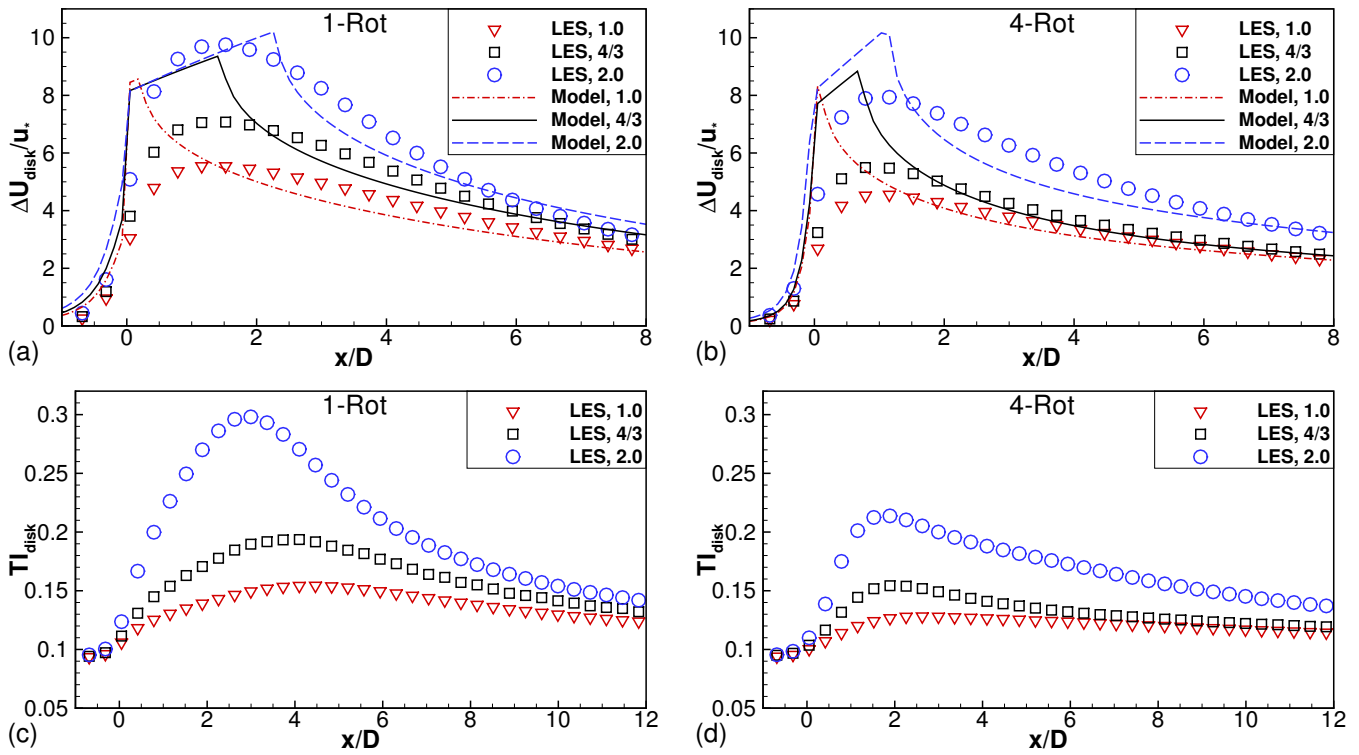 1-Rot
LES, 1.0
LES, 4/3
LES, 2.0
Model, 1.0
Model, 4/3
Model, 2.0
ΔU_disk/u_*
10
8
6
4
2
0
0 2 4 6 8
x/D
(a)
4-Rot
LES, 1.0
LES, 4/3
LES, 2.0
Model, 1.0
Model, 4/3
Model, 2.0
ΔU_disk/u_*
10
8
6
4
2
0
0 2 4 6 8
x/D
(b)
1-Rot
LES, 1.0
LES, 4/3
LES, 2.0
TI_disk
0.3
0.25
0.2
0.15
0.1
0.05
0 2 4 6 8 10 12
x/D
(c)
4-Rot
LES, 1.0
LES, 4/3
LES, 2.0
TI_disk
0.3
0.25
0.2
0.15
0.1
0.05
0 2 4 6 8 10 12
x/D
(d)